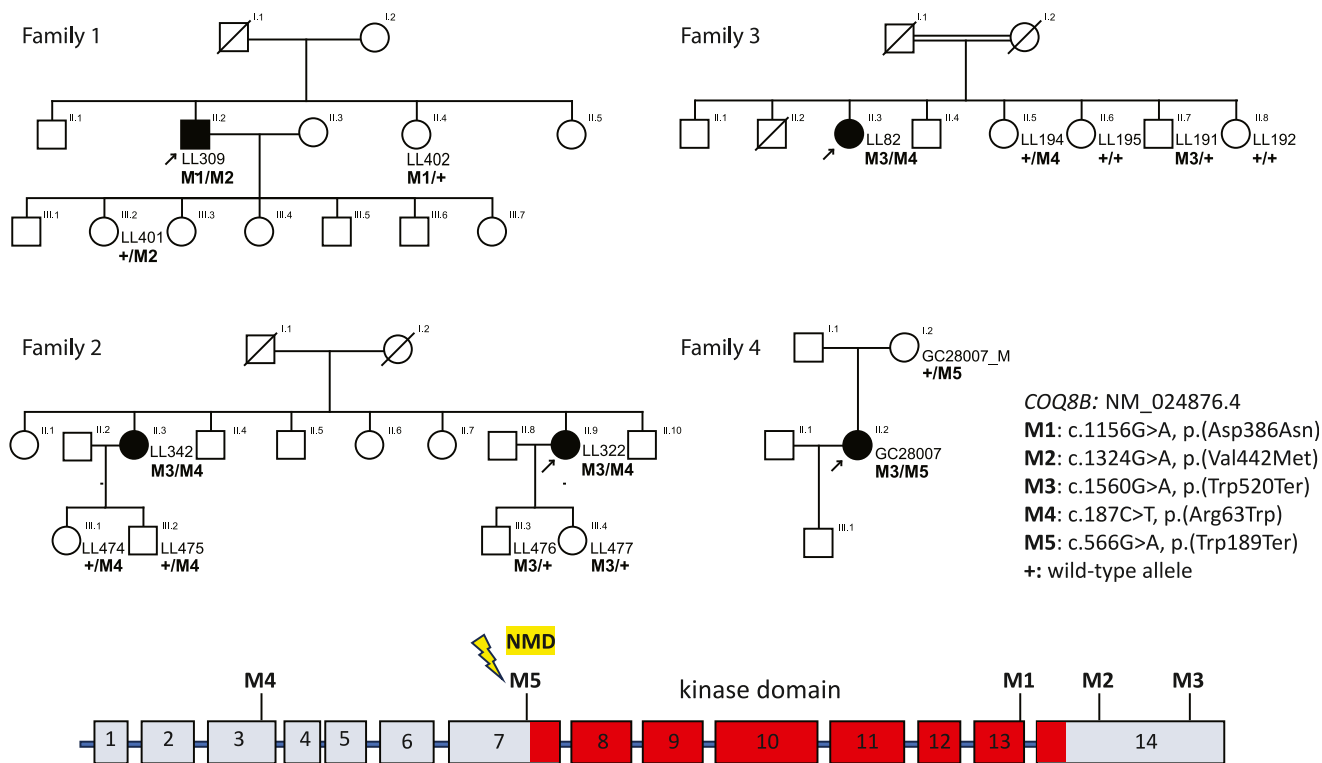 Family 1
I.1
I.2
II.1
II.2
II.3
II.4
II.5
LL309
M1/M2
LL402
M1/+
III.1
III.2
III.3
III.4
III.5
III.6
III.7
LL401
+/M2
Family 3
I.1
I.2
II.1
II.2
II.3
II.4
II.5
II.6
II.7
II.8
LL82
M3/M4
LL194
+/M4
LL195
+/+
LL191
M3/+
LL192
+/+
Family 2
I.1
I.2
II.1
II.2
II.3
II.4
II.5
II.6
II.7
II.8
II.9
II.10
LL342
M3/M4
LL322
M3/M4
III.1
III.2
III.3
III.4
LL474
+/M4
LL475
+/M4
LL476
M3/+
LL477
M3/+
Family 4
I.1
I.2
GC28007_M
+/M5
II.1
II.2
GC28007
M3/M5
III.1
COQ8B: NM_024876.4
M1: c.1156G>A, p.(Asp386Asn)
M2: c.1324G>A, p.(Val442Met)
M3: c.1560G>A, p.(Trp520Ter)
M4: c.187C>T, p.(Arg63Trp)
M5: c.566G>A, p.(Trp189Ter)
+: wild-type allele
NMD
M4 M5 kinase domain M1 M2 M3
1 2 3 4 5 6 7 8 9 10 11 12 13 14